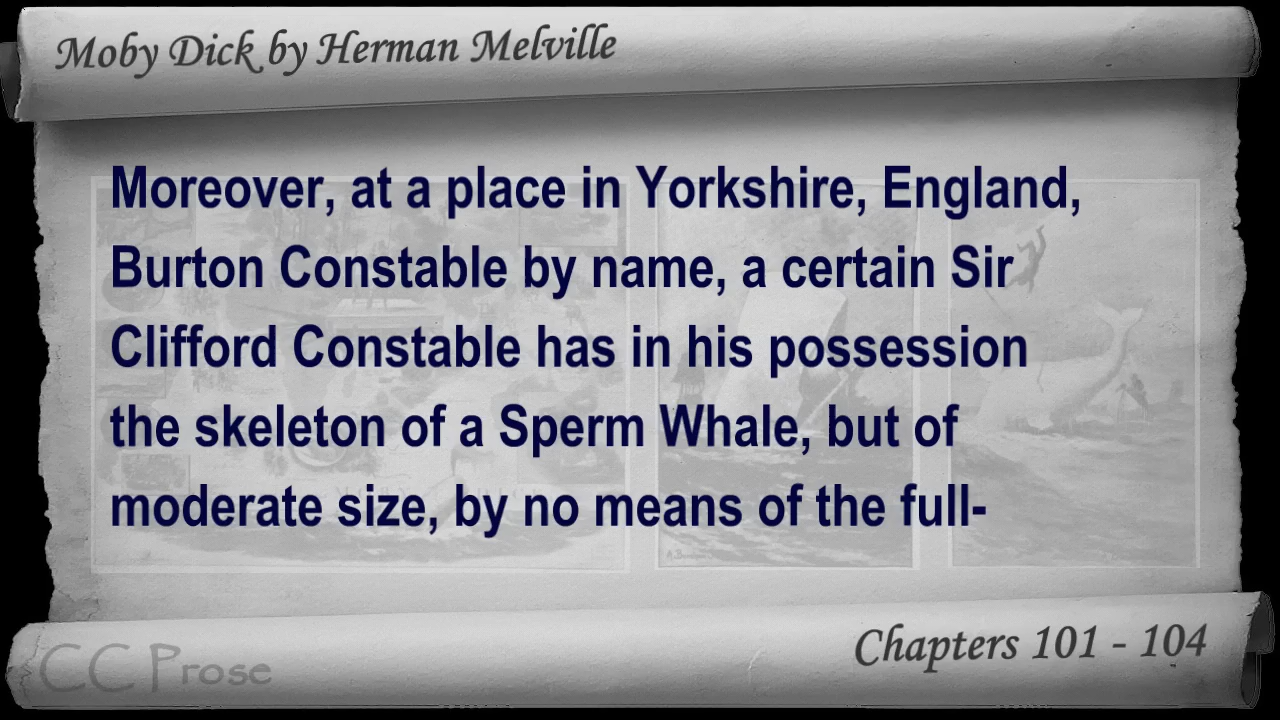 Moby Dick by Herman Melville
Moreover, at a place in Yorkshire, England,
Burton Constable by name, a certain Sir
Clifford Constable has in his possession
the skeleton of a Sperm Whale, but of
moderate size, by no means of the full-
CC Prose
Chapters 101 - 104